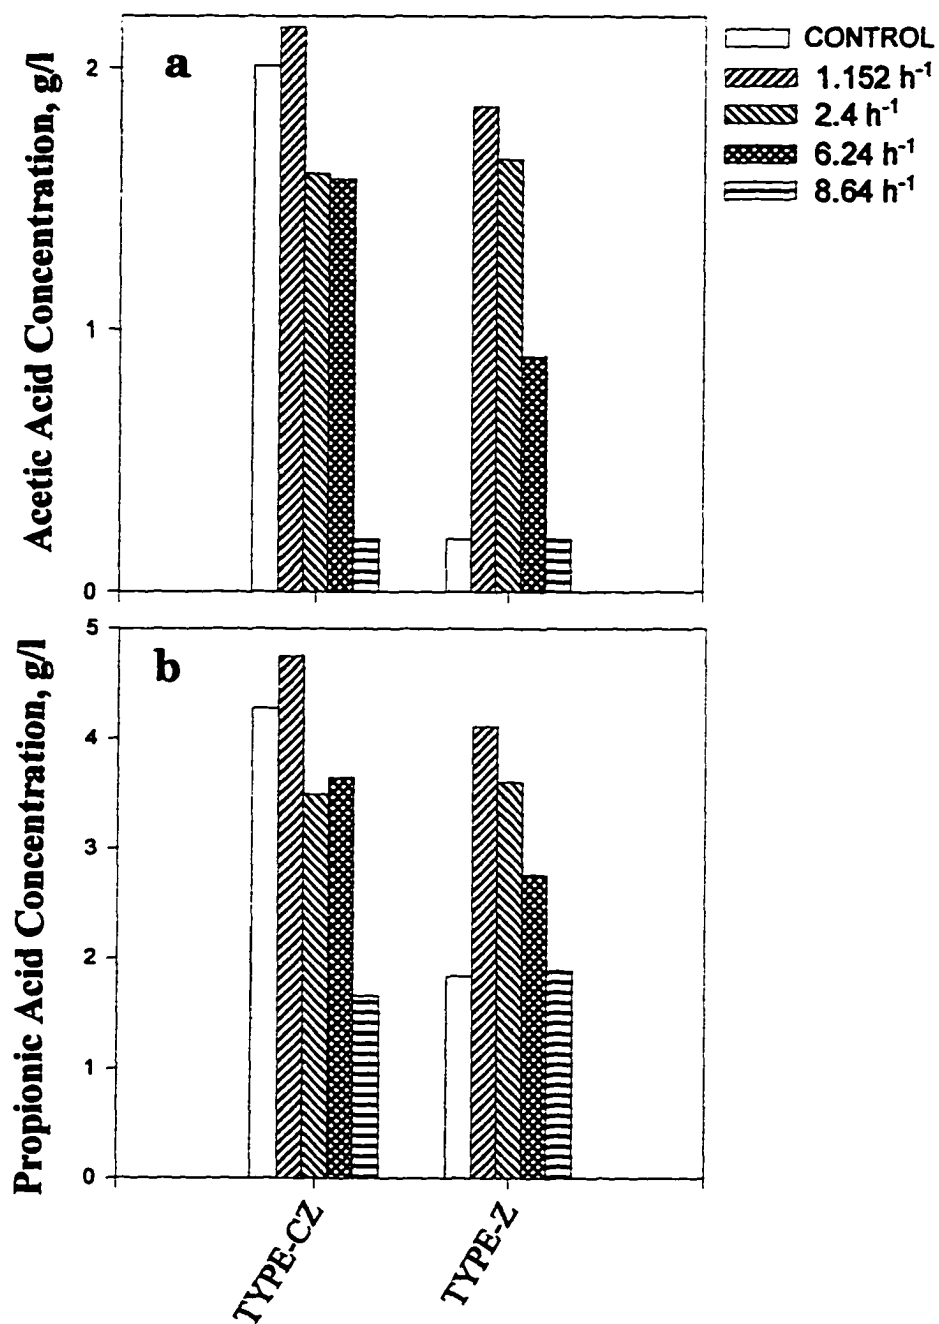 a
CONTROL
1.152 h⁻¹
2.4 h⁻¹
6.24 h⁻¹
8.64 h⁻¹
Acetic Acid Concentration, g/l
2
1
0
b
Propionic Acid Concentration, g/l
5
4
3
2
1
0
TYPE-CZ
TYPE-Z